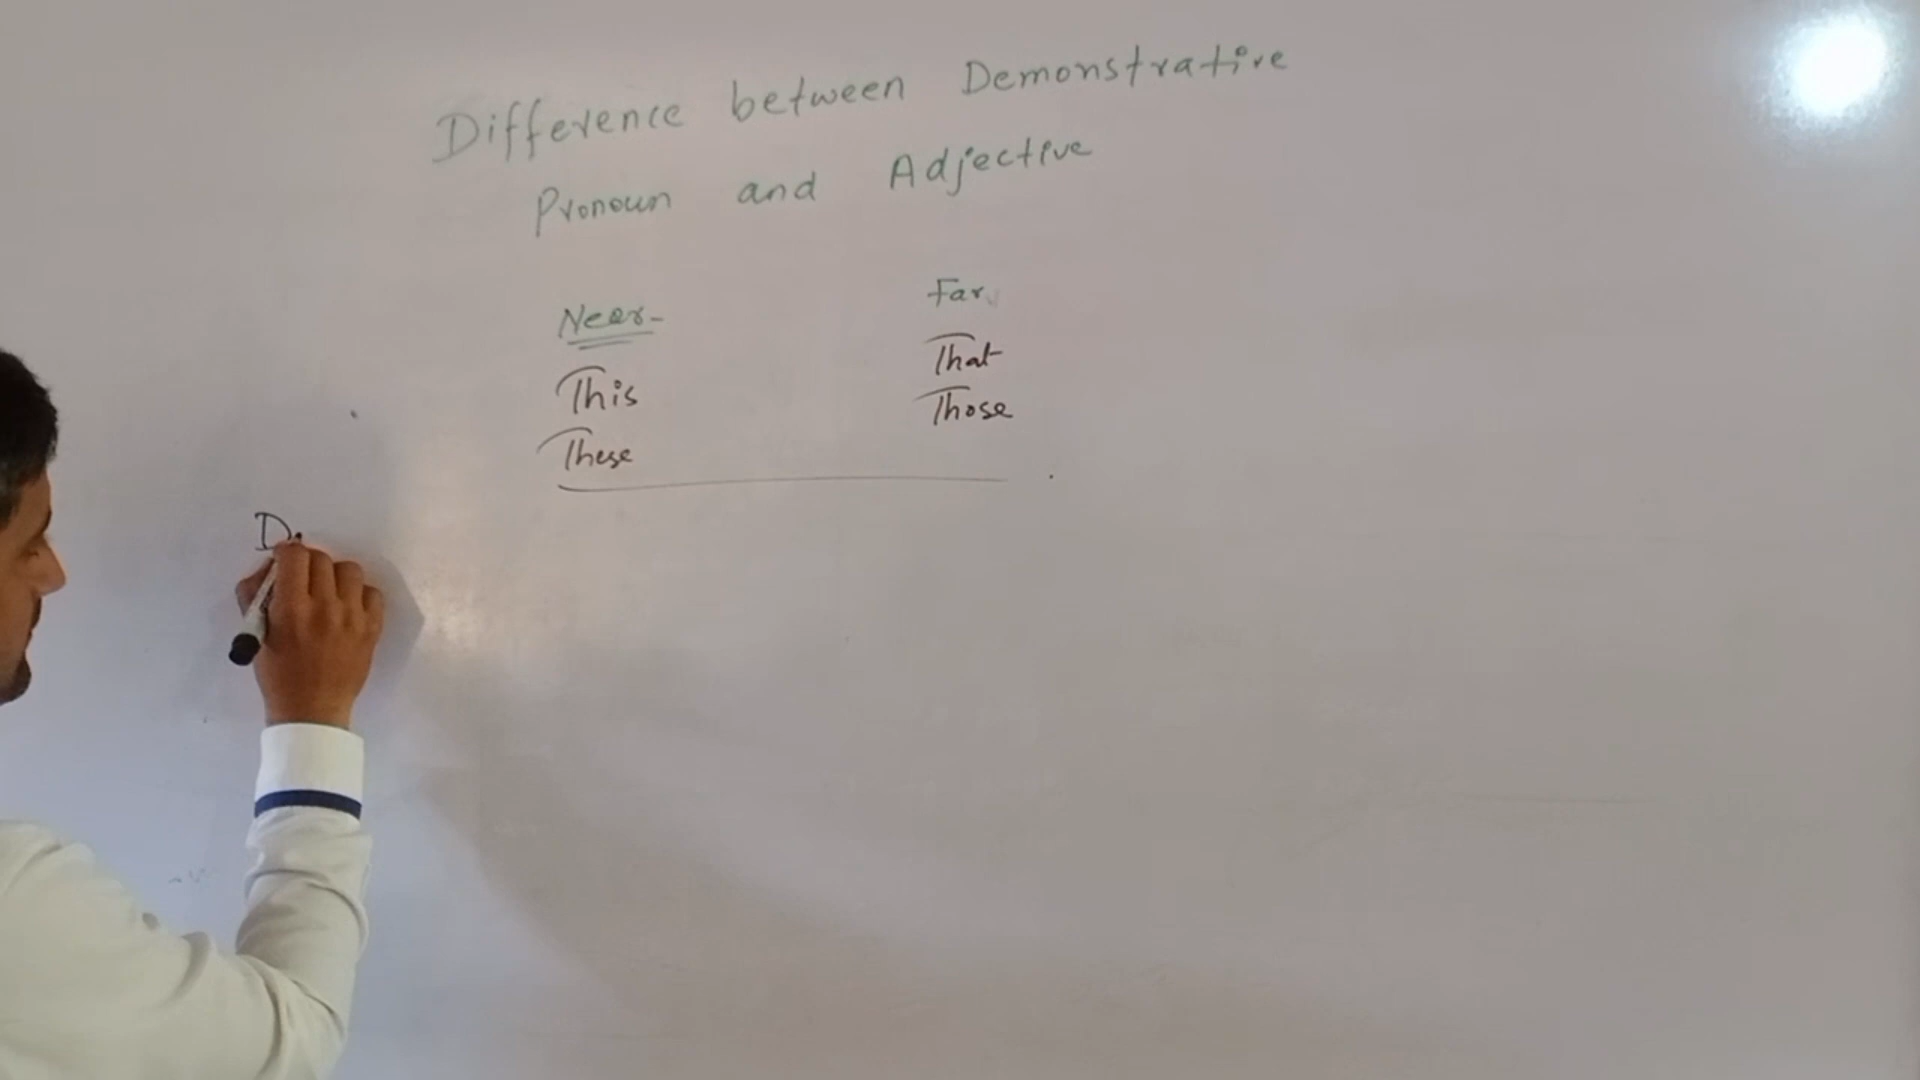 Difference between Demonstrative
Pronoun and Adjective
Near Far
This That
These Those
D